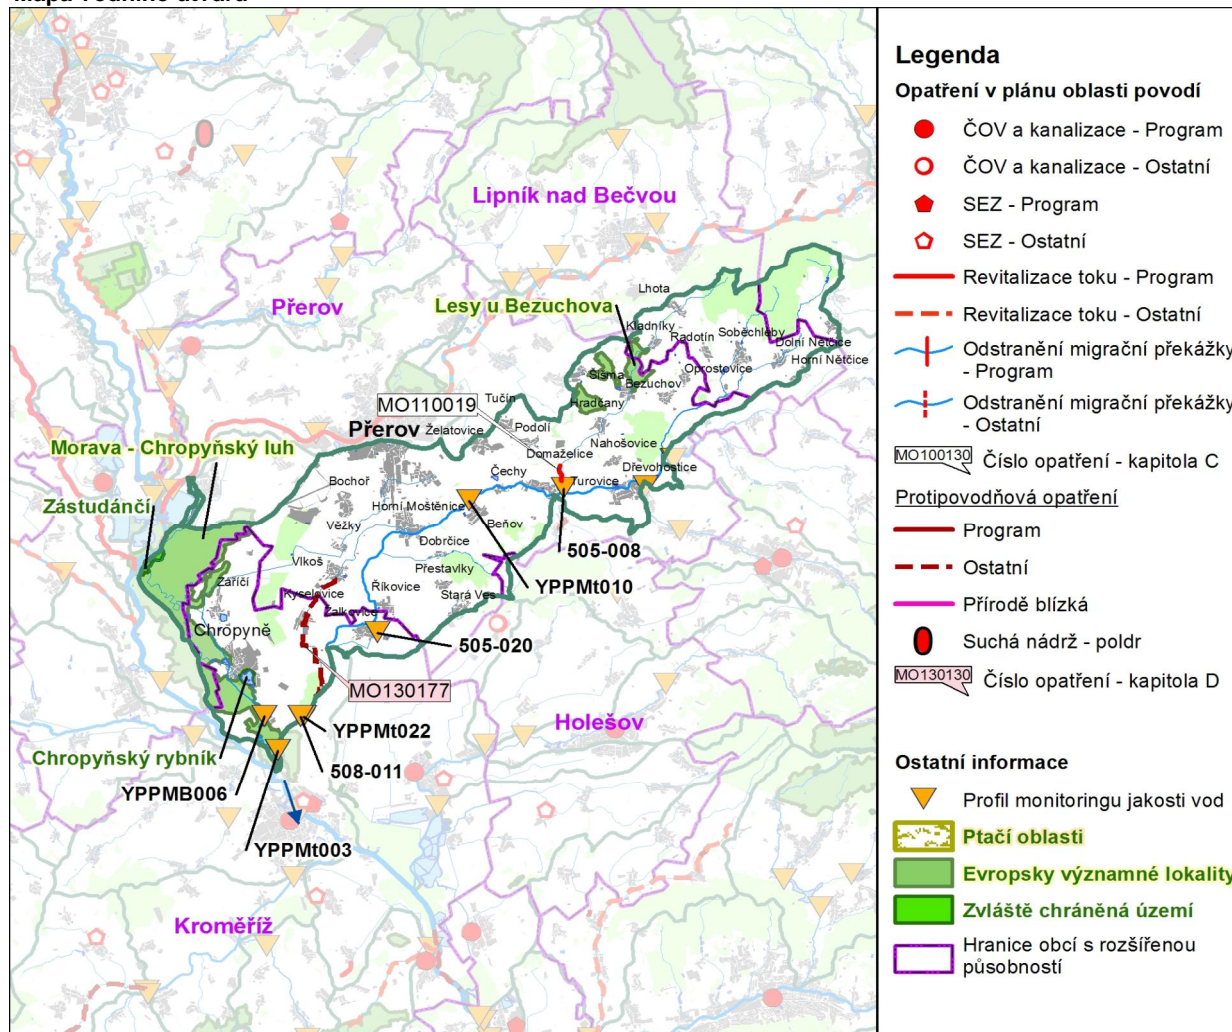 Lipník nad Bečvou
Přerov
Lesy u Bezuchova
Lhota
Kladníky
Radotín
Soběchleby
Dolní Nětčice
Horní Nětčice
Oprostovice
Šišma
Bezuchov
Hradčany
Tučín
MO110019
Přerov
Želatovice
Podolí
Nahošovice
Domaželice
Morava - Chropyňský luh
Zástudánčí
Bochoř
Čechy
Turovice
Dřevohostice
Horní Moštěnice
Věžky
Beňov
Dobrčice
505-008
Vlkoš
Přestavlky
YPPMt010
Záříčí
Říkovice
Kyselovice
Stará Ves
Žalkovice
Chropyně
505-020
MO130177
Holešov
YPPMt022
Chropyňský rybník
508-011
YPPMB006
YPPMt003
Kroměříž
Legenda
Opatření v plánu oblasti povodí
ČOV a kanalizace - Program
ČOV a kanalizace - Ostatní
SEZ - Program
SEZ - Ostatní
Revitalizace toku - Program
Revitalizace toku - Ostatní
Odstranění migrační překážky
- Program
Odstranění migrační překážky
- Ostatní
MO100130
Číslo opatření - kapitola C
Protipovodňová opatření
Program
Ostatní
Přírodě blízká
Suchá nádrž - poldr
MO130130
Číslo opatření - kapitola D
Ostatní informace
Profil monitoringu jakosti vod
Ptačí oblasti
Evropsky významné lokality
Zvláště chráněná území
Hranice obcí s rozšířenou
působností